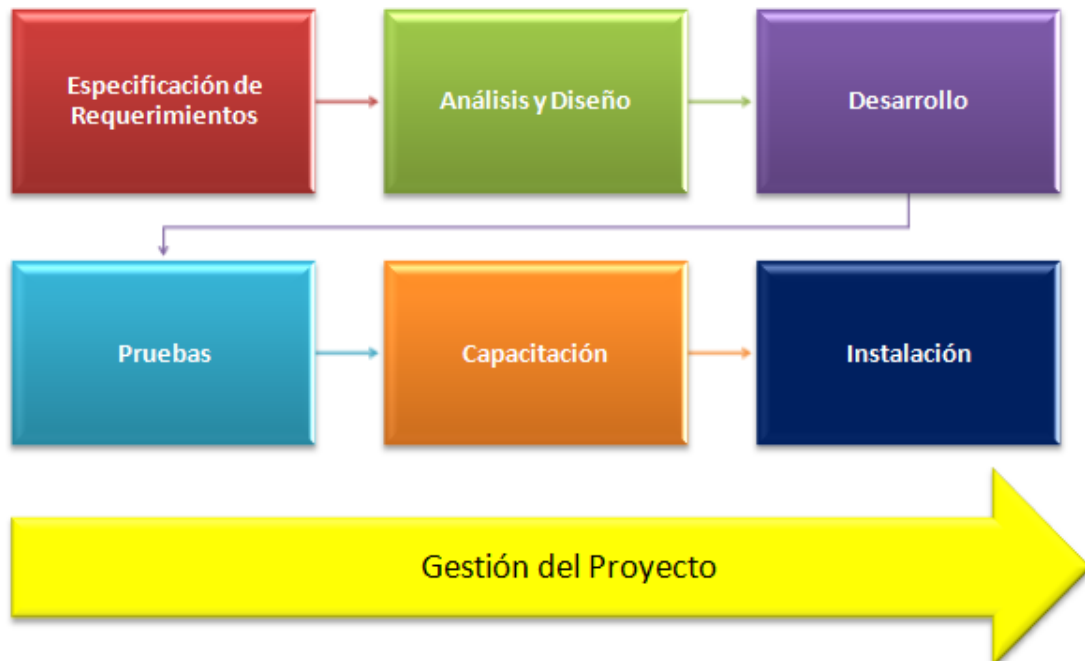 Especificación de
Requerimientos
Análisis y Diseño
Desarrollo
Pruebas
Capacitación
Instalación
Gestión del Proyecto